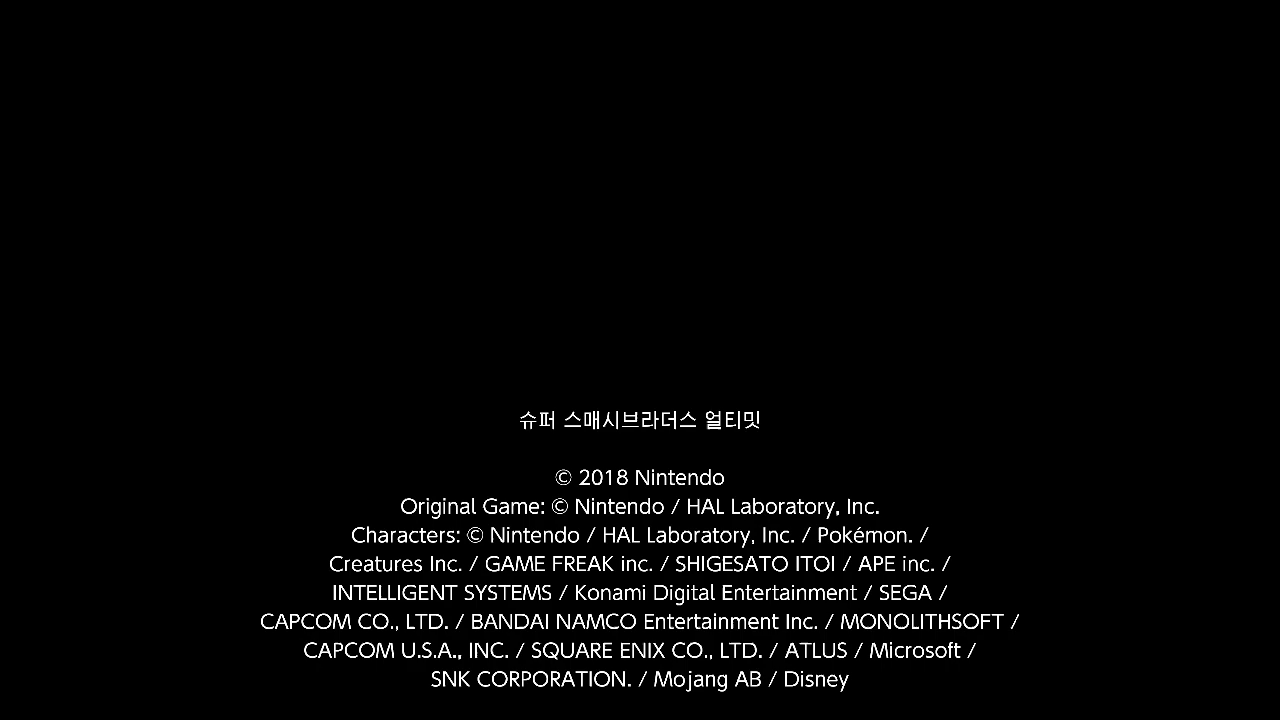 슈퍼 스매시브라더스 얼티밋
© 2018 Nintendo
Original Game: © Nintendo / HAL Laboratory, Inc.
Characters: © Nintendo / HAL Laboratory, Inc. / Pokémon. /
Creatures Inc. / GAME FREAK inc. / SHIGESATO ITOI / APE inc. /
INTELLIGENT SYSTEMS / Konami Digital Entertainment / SEGA /
CAPCOM CO., LTD. / BANDAI NAMCO Entertainment Inc. / MONOLITHSOFT /
CAPCOM U.S.A., INC. / SQUARE ENIX CO., LTD. / ATLUS / Microsoft /
SNK CORPORATION. / Mojang AB / Disney